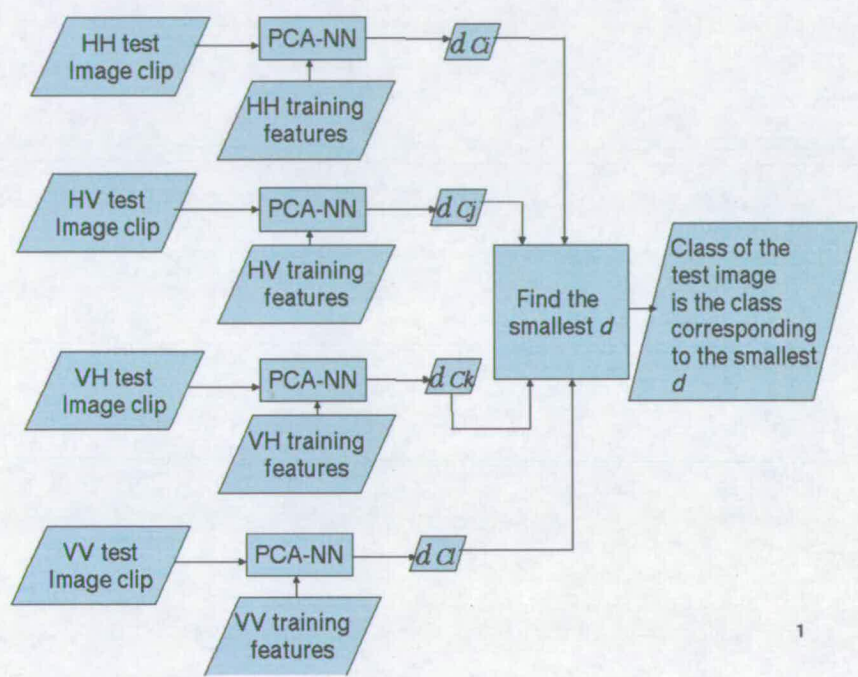 HH test
Image clip
PCA-NN
d Ci
HH training
features
HV test
Image clip
PCA-NN
d Cj
HV training
features
Find the
smallest d
Class of the
test image
is the class
corresponding
to the smallest
d
VH test
Image clip
PCA-NN
d Ck
VH training
features
VV test
Image clip
PCA-NN
d Cl
VV training
features
1